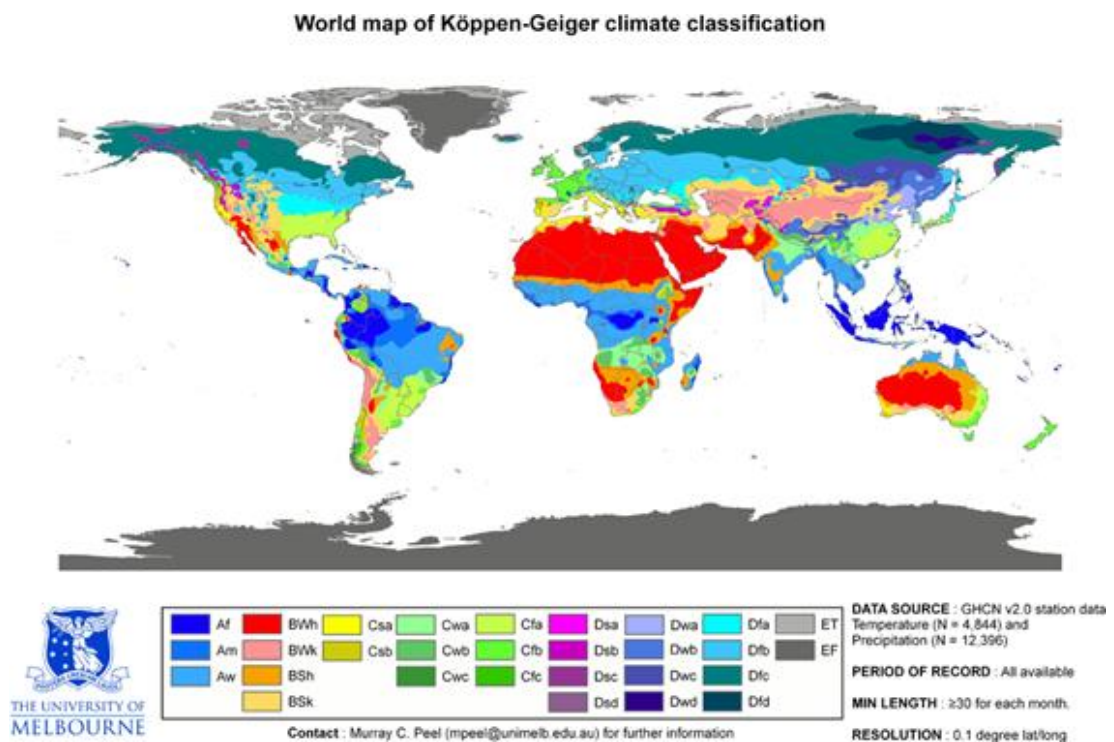 World map of Köppen-Geiger climate classification
THE UNIVERSITY OF
MELBOURNE
Af BWh Csa Cwa Cfa Dsa Dwa Dfa ET
Am BWk Csb Cwb Cfb Dsb Dwb Dfb EF
Aw BSh Cwc Cfc Dsc Dwc Dfc
BSk Dsd Dwd Dfd
Contact : Murray C. Peel (mpeel@unimelb.edu.au) for further information
DATA SOURCE : GHCN v2.0 station data
Temperature (N = 4,844) and
Precipitation (N = 12,396)
PERIOD OF RECORD : All available
MIN LENGTH : ≥30 for each month.
RESOLUTION : 0.1 degree lat/long